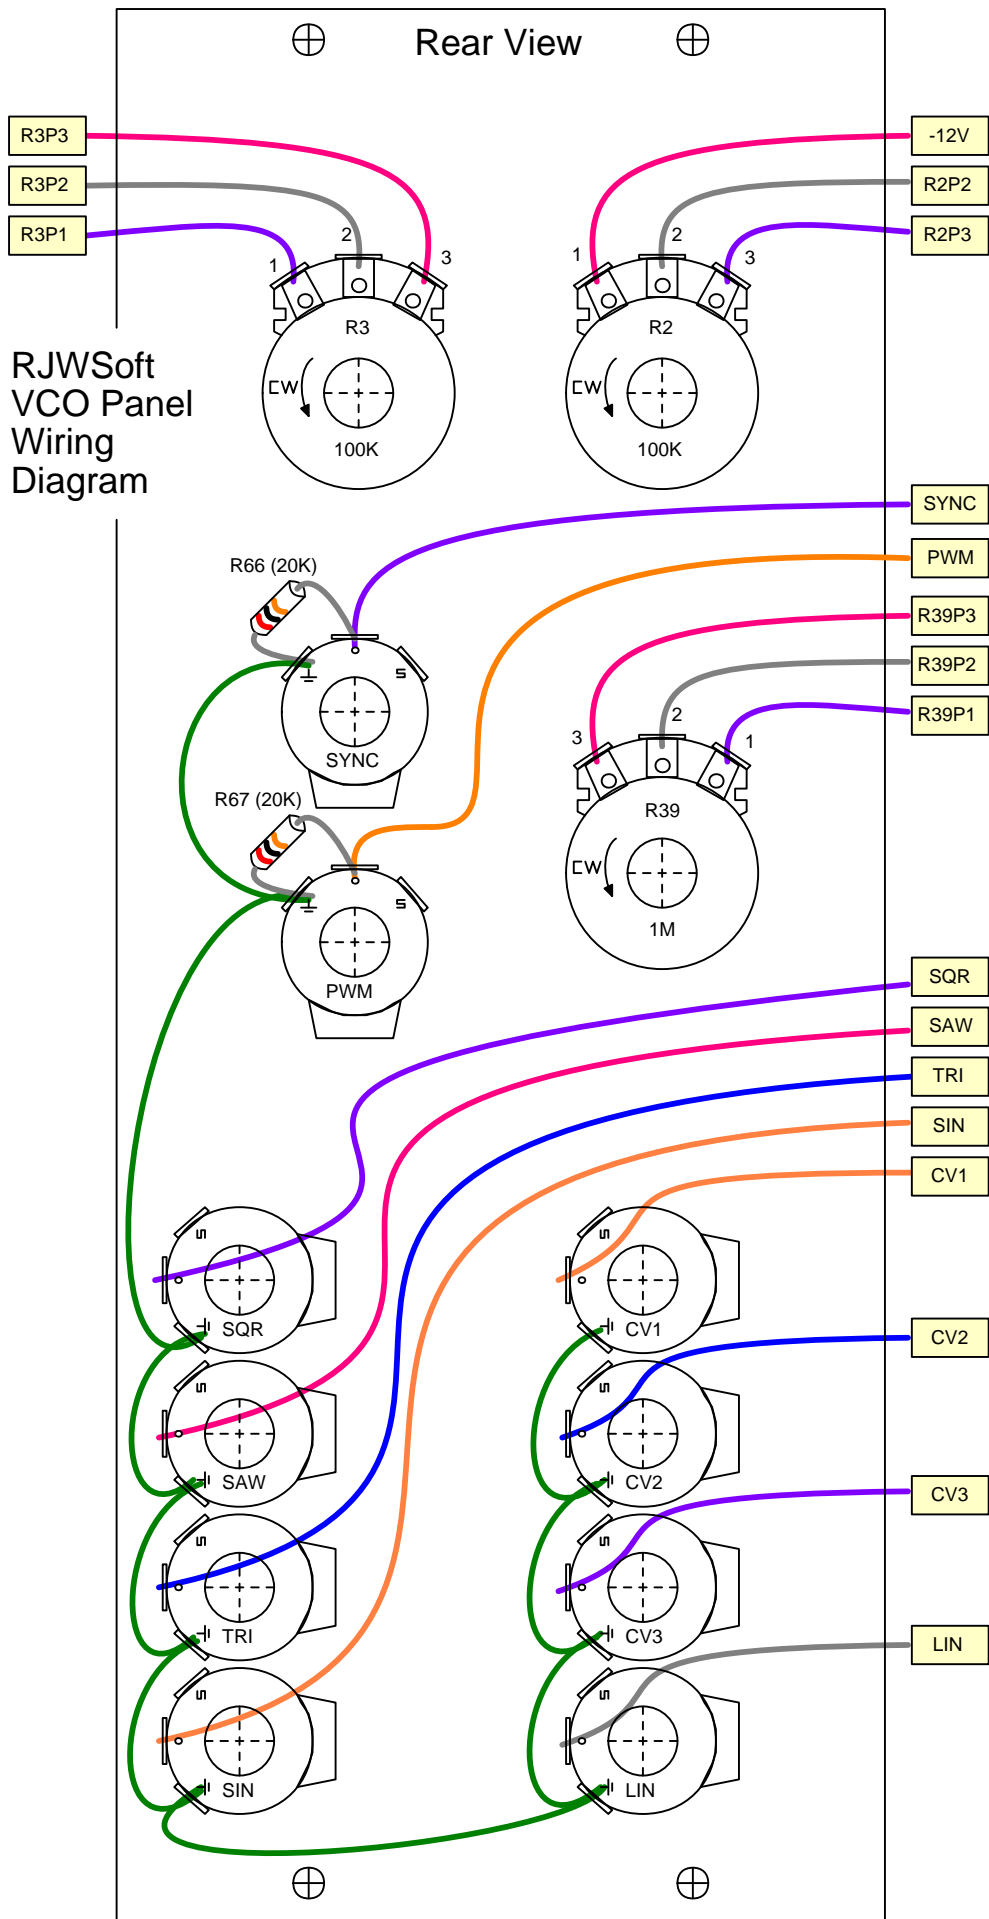 Rear View
R3P3
-12V
R3P2
R2P2
R3P1
R2P3
2
1
3
2
1
3
R3
R2
CW
CW
100K
100K
RJWSoft
VCO Panel
Wiring
Diagram
SYNC
PWM
R66 (20K)
R39P3
R39P2
R39P1
S
SYNC
2
3
1
R67 (20K)
R39
CW
1M
S
PWM
SQR
SAW
TRI
SIN
CV1
S
S
SQR
CV1
CV2
S
S
SAW
CV2
CV3
S
S
TRI
CV3
LIN
S
S
SIN
LIN